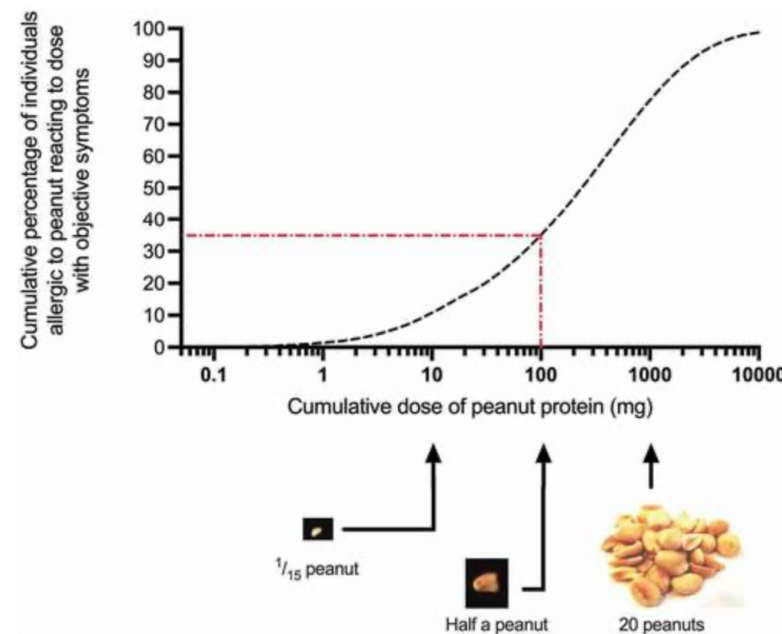 Cumulative percentage of individuals
allergic to peanut reacting to dose
with objective symptoms
100
90
80
70
60
50
40
30
20
10
0
0.1 1 10 100 1000 10000
Cumulative dose of peanut protein (mg)
1/15 peanut
Half a peanut
20 peanuts